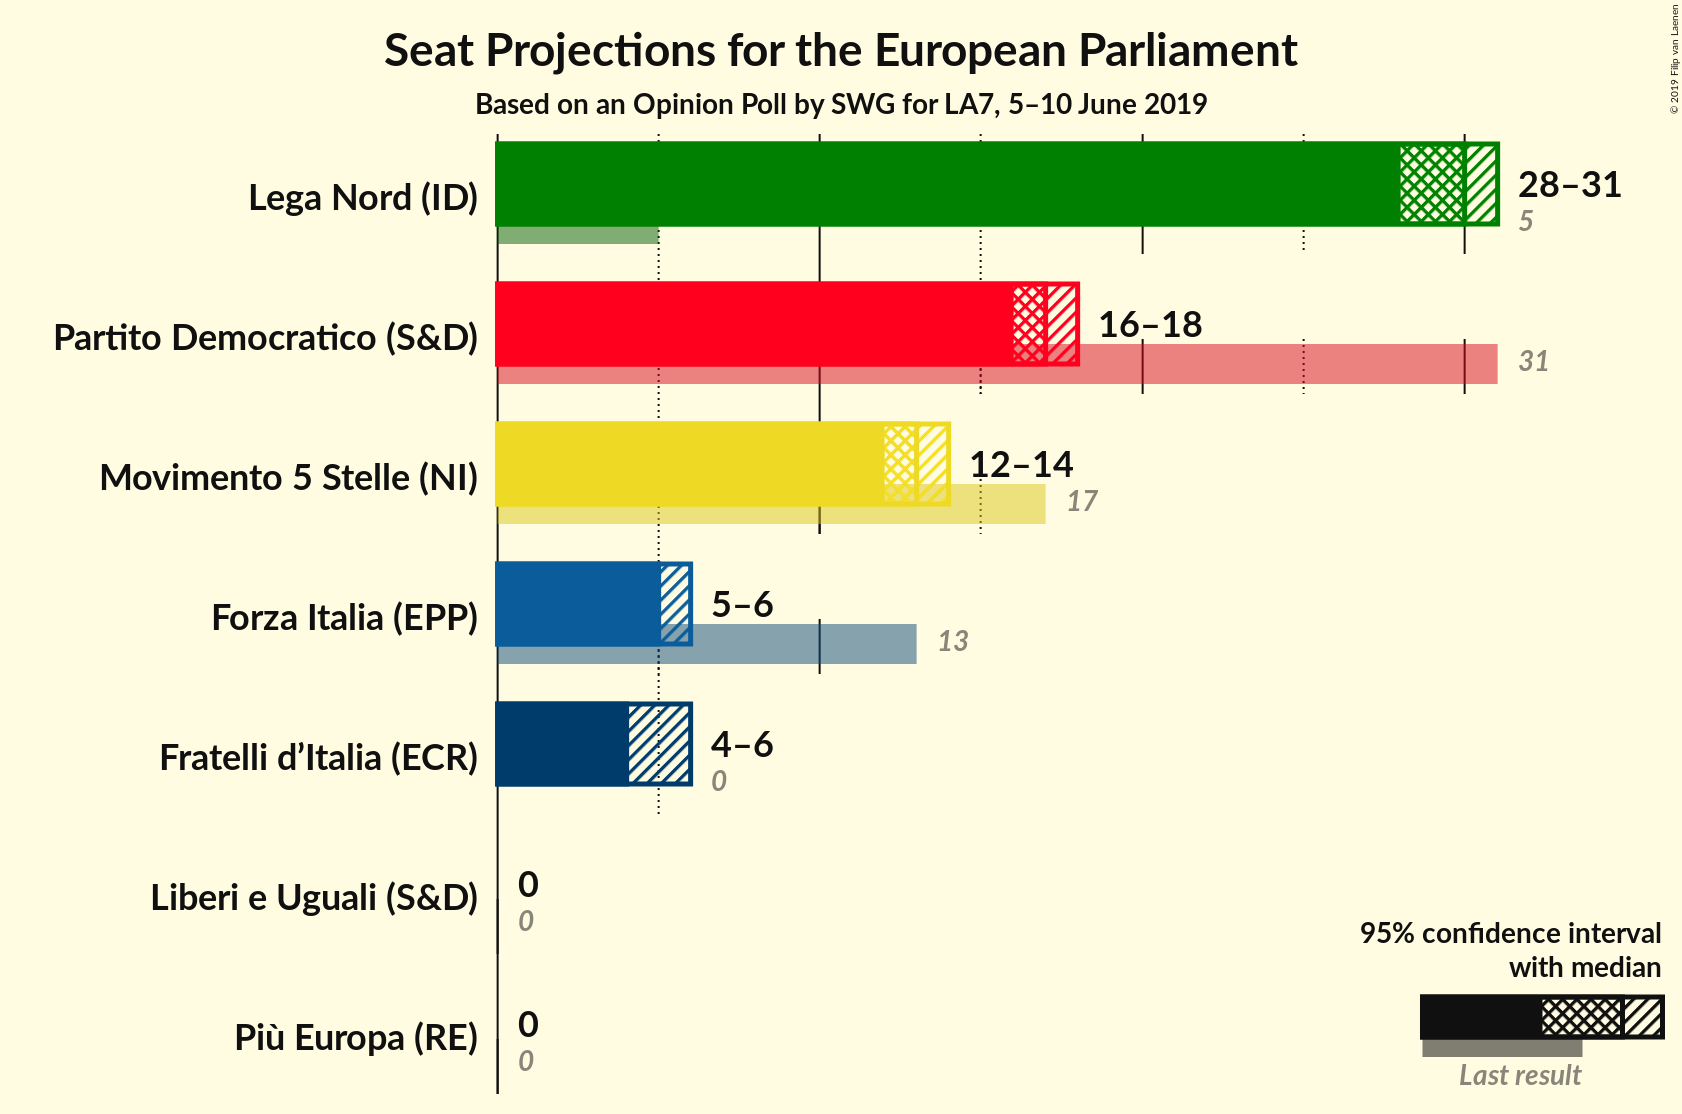 Seat Projections for the European Parliament
Based on an Opinion Poll by SWG for LA7, 5–10 June 2019
© 2019 Filip van Laenen
Lega Nord (ID)
28–31
5
Partito Democratico (S&D)
16–18
31
Movimento 5 Stelle (NI)
12–14
17
Forza Italia (EPP)
5–6
13
Fratelli d’Italia (ECR)
4–6
0
Liberi e Uguali (S&D)
0
0
Più Europa (RE)
0
0
95% confidence interval
with median
Last result